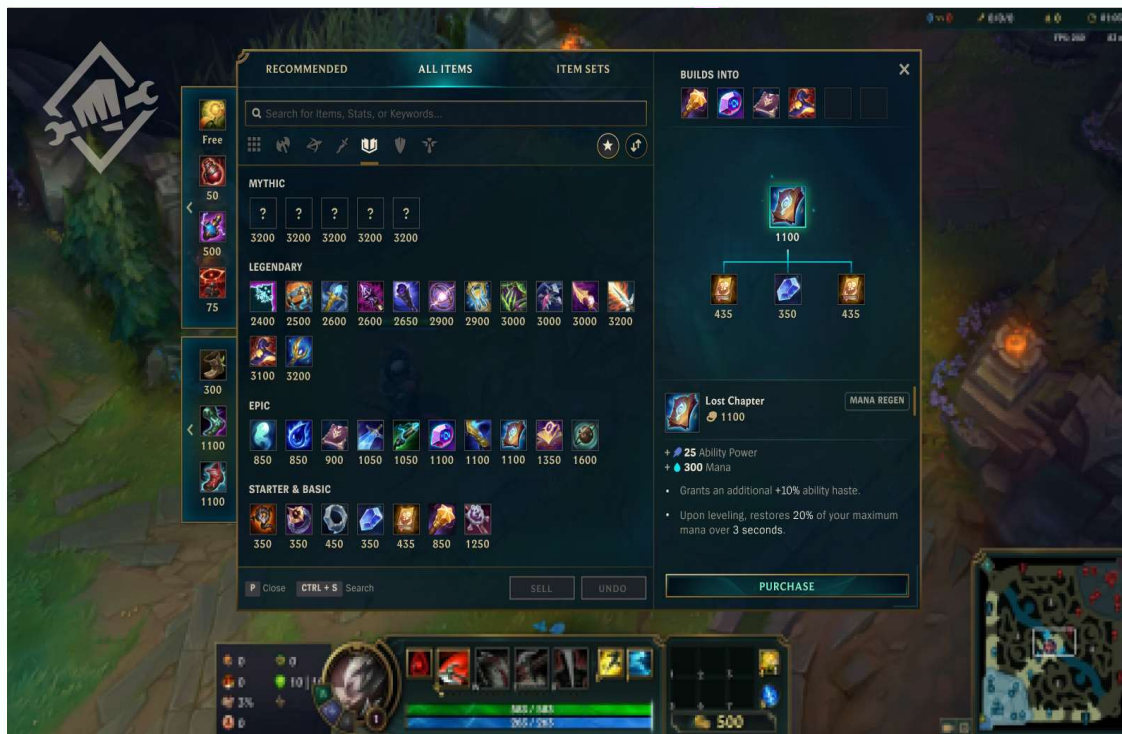 RECOMMENDED ALL ITEMS ITEM SETS
Search for Items, Stats, or Keywords...
Free
50
500
75
300
1100
1100
MYTHIC
? ? ? ? ?
3200 3200 3200 3200 3200
LEGENDARY
2400 2500 2600 2600 2650 2900 2900 3000 3000 3000 3200
3100 3200
EPIC
850 850 900 1050 1050 1100 1100 1100 1350 1600
STARTER & BASIC
350 350 450 350 435 850 1250
P Close CTRL + S Search
SELL UNDO
BUILDS INTO
1100
435 350 435
Lost Chapter
1100
MANA REGEN
+ 25 Ability Power
+ 300 Mana
• Grants an additional +10% ability haste.
• Upon leveling, restores 20% of your maximum
mana over 3 seconds.
PURCHASE
3%
1
265 / 265
500